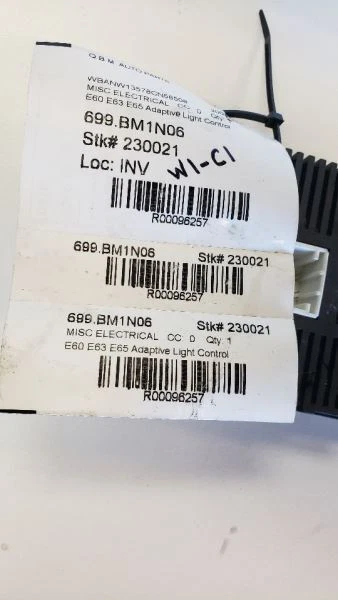 Q.B.M. AUTO PARTS
MISC ELECTRICAL CC D Qty 1
E60 E63 E65 Adaptive Light Control
699.BM1N06
Stk# 230021
Loc: INV W1-C1
R00096257
699.BM1N06 Stk# 230021
R00096257
699.BM1N06 Stk# 230021
MISC ELECTRICAL CC D Qty 1
E60 E63 E65 Adaptive Light Control
R00096257